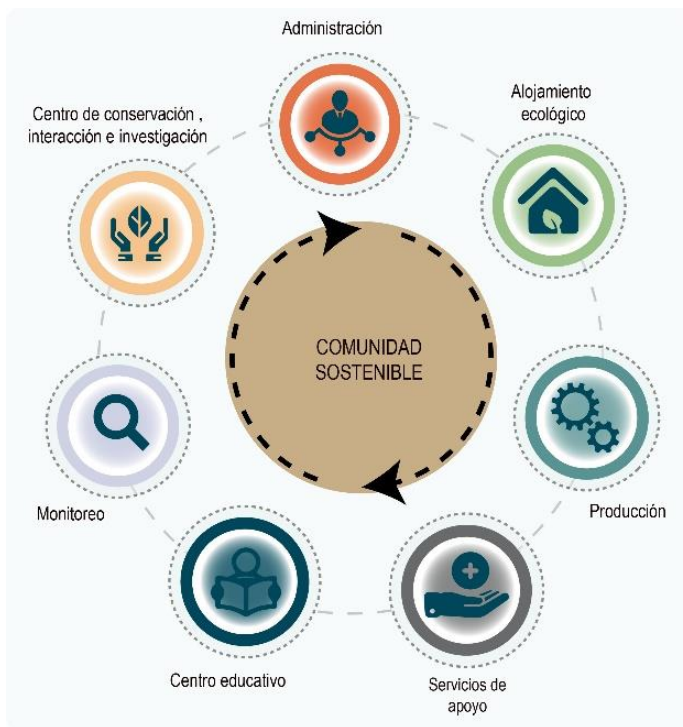 Administración
Alojamiento
ecológico
Centro de conservación ,
interacción e investigación
COMUNIDAD
SOSTENIBLE
Monitoreo
Producción
Centro educativo
Servicios de
apoyo